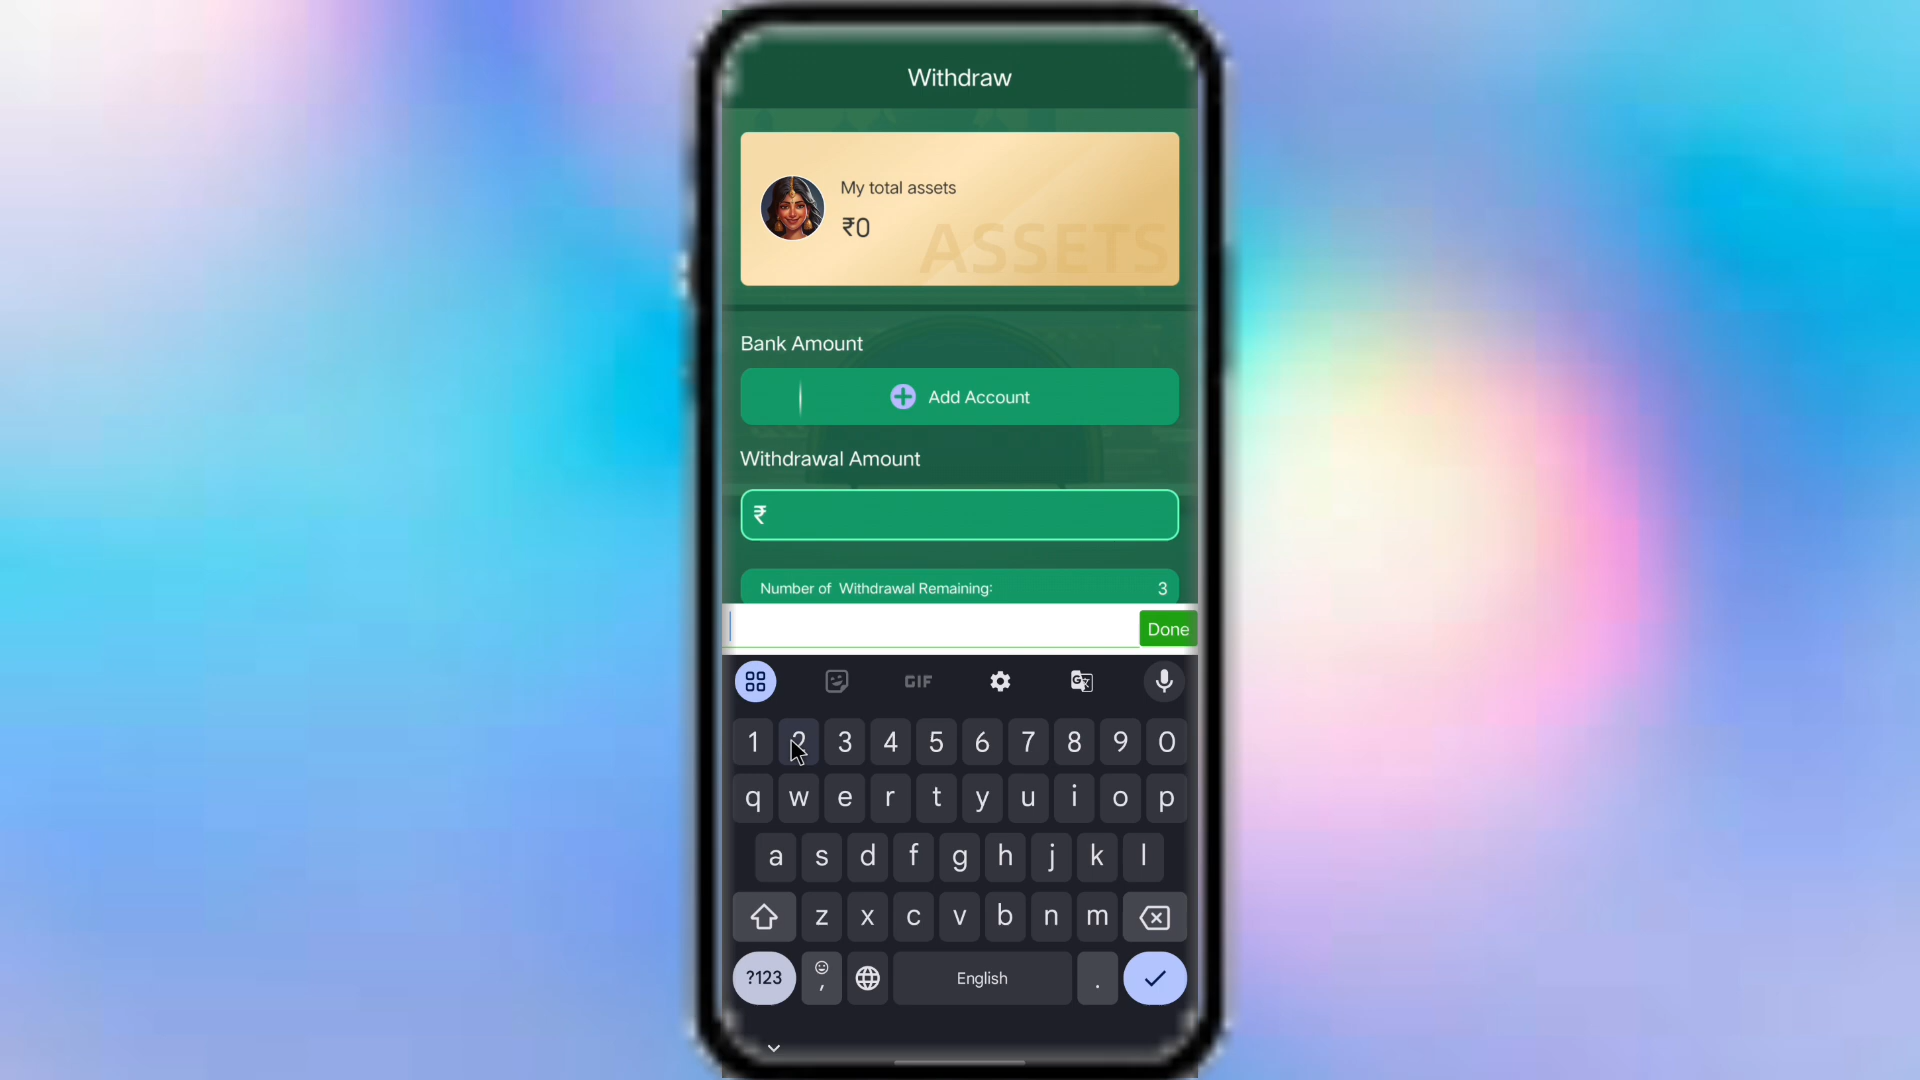 Withdraw
My total assets
₹0
ASSETS
Bank Amount
Add Account
Withdrawal Amount
₹
Number of Withdrawal Remaining: 3
Done
GIF
G
1 2 3 4 5 6 7 8 9 0
q w e r t y u i o p
a s d f g h j k l
z x c v b n m
?123 , English .